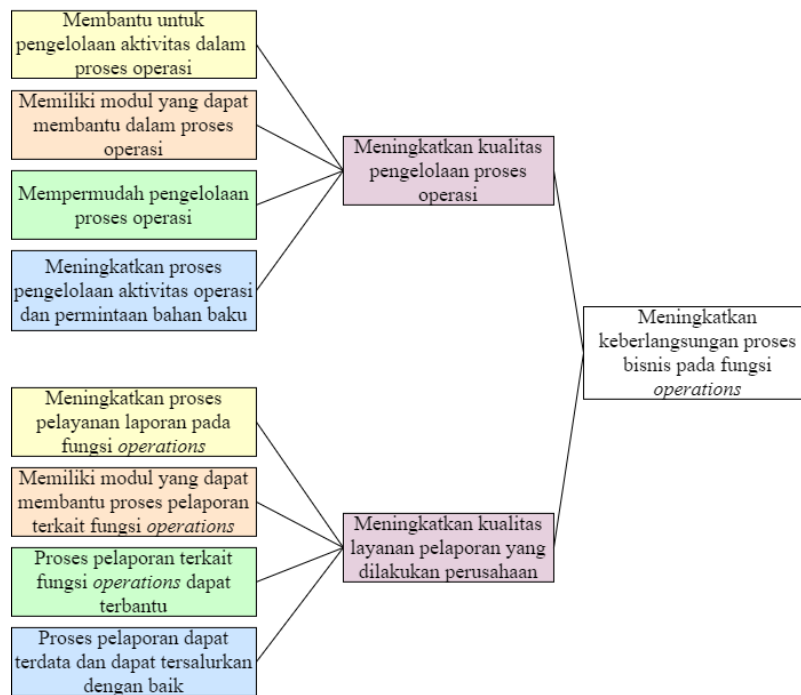 Membantu untuk
pengelolaan aktivitas dalam
proses operasi
Memiliki modul yang dapat
membantu dalam proses
operasi
Mempermudah pengelolaan
proses operasi
Meningkatkan proses
pengelolaan aktivitas operasi
dan permintaan bahan baku
Meningkatkan kualitas
pengelolaan proses
operasi
Meningkatkan
keberlangsungan proses
bisnis pada fungsi
operations
Meningkatkan proses
pelayanan laporan pada
fungsi operations
Memiliki modul yang dapat
membantu proses pelaporan
terkait fungsi operations
Proses pelaporan terkait
fungsi operations dapat
terbantu
Proses pelaporan dapat
terdata dan dapat tersalurkan
dengan baik
Meningkatkan kualitas
layanan pelaporan yang
dilakukan perusahaan